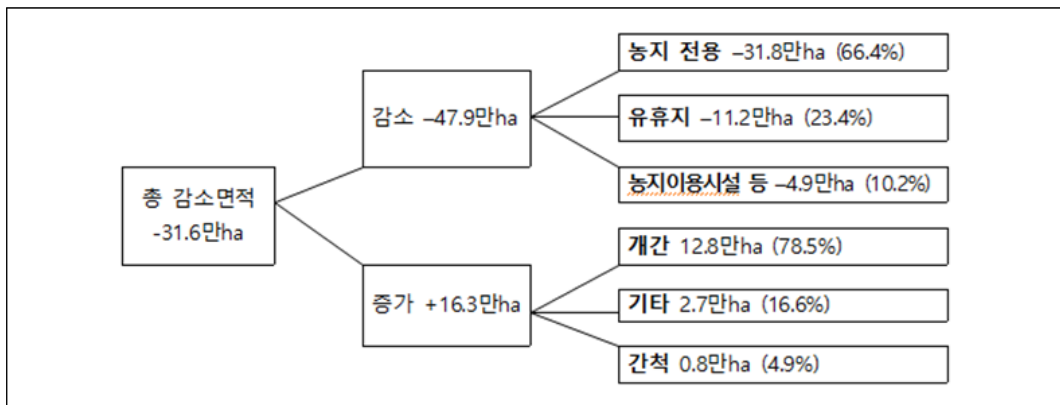 총 감소면적
-31.6만ha
감소 –47.9만ha
농지 전용 –31.8만ha (66.4%)
유휴지 –11.2만ha (23.4%)
농지이용시설 등 –4.9만ha (10.2%)
증가 +16.3만ha
개간 12.8만ha (78.5%)
기타 2.7만ha (16.6%)
간척 0.8만ha (4.9%)